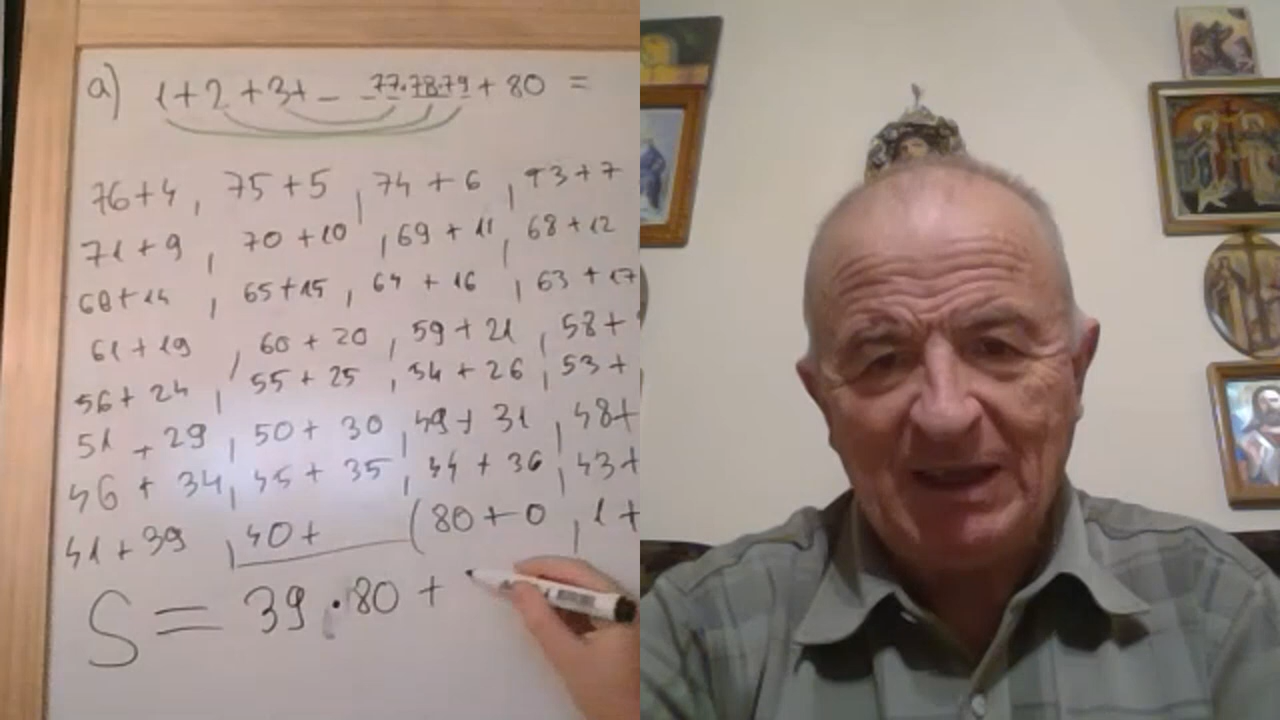 a) 1+2+3+_ _ 77.78.79+80 =
76+4, 75+5, 74+6, 73+7
71+9, 70+10, 69+11, 68+12
66+14, 65+15, 64+16, 63+17
61+19, 60+20, 59+21, 58+
56+24, 55+25, 54+26, 53+
51+29, 50+30, 49+31, 48+
46+34, 45+35, 44+36, 43+
41+39, 40+ (80+0, 1+
S = 39·80+